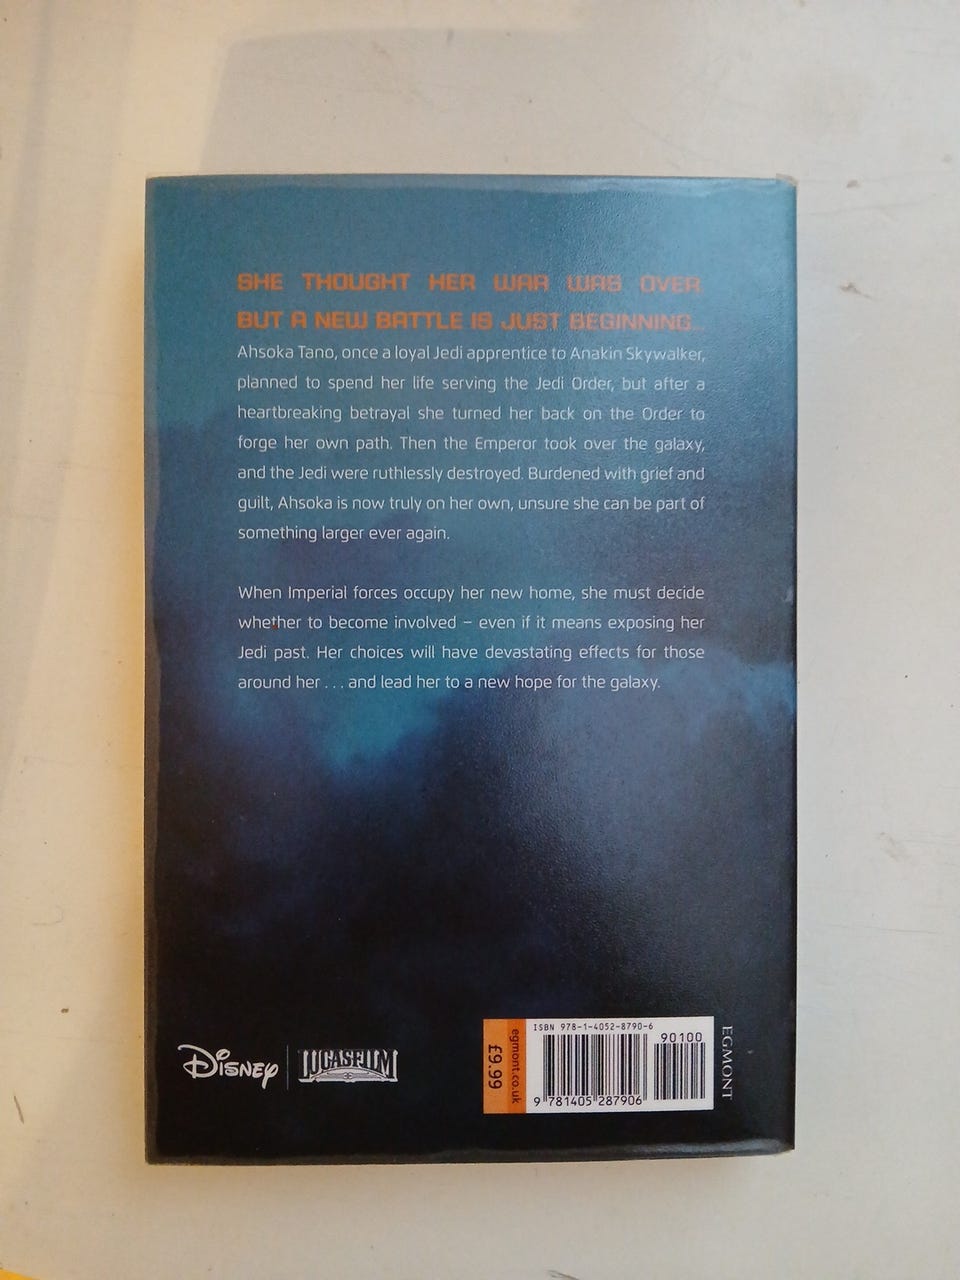 SHE THOUGHT HER WAR WAS OVER.
BUT A NEW BATTLE IS JUST BEGINNING...
Ahsoka Tano, once a loyal Jedi apprentice to Anakin Skywalker,
planned to spend her life serving the Jedi Order, but after a
heartbreaking betrayal she turned her back on the Order to
forge her own path. Then the Emperor took over the galaxy,
and the Jedi were ruthlessly destroyed. Burdened with grief and
guilt, Ahsoka is now truly on her own, unsure she can be part of
something larger ever again.
When Imperial forces occupy her new home, she must decide
whether to become involved – even if it means exposing her
Jedi past. Her choices will have devastating effects for those
around her . . . and lead her to a new hope for the galaxy.
Disney
LUCASFILM
£9.99
egmont.co.uk
ISBN 978-1-4052-8790-6
90100
9 781405 287906
EGMONT